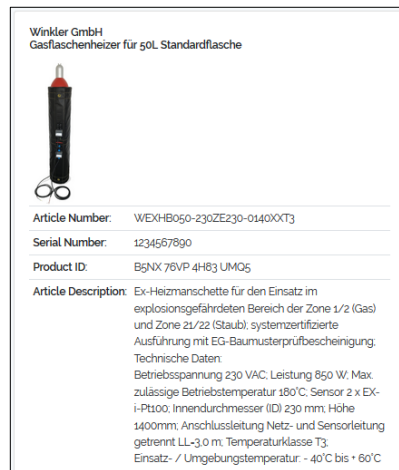 Winkler GmbH
Gasflaschenheizer für 50L Standardflasche
Article Number: WEXHB050-230ZE230-0140XXT3
Serial Number: 1234567890
Product ID: B5NX 76VP 4H83 UMQ5
Article Description: Ex-Heizmanschette für den Einsatz im
explosionsgefährdeten Bereich der Zone 1/2 (Gas)
und Zone 21/22 (Staub); systemzertifizierte
Ausführung mit EG-Baumusterprüfbescheinigung;
Technische Daten:
Betriebsspannung 230 VAC; Leistung 850 W; Max.
zulässige Betriebstemperatur 180°C; Sensor 2 x EX-
i-Pt100; Innendurchmesser (ID) 230 mm; Höhe
1400mm; Anschlussleitung Netz- und Sensorleitung
getrennt LL=3,0 m; Temperaturklasse T3;
Einsatz- / Umgebungstemperatur: - 40°C bis + 60°C